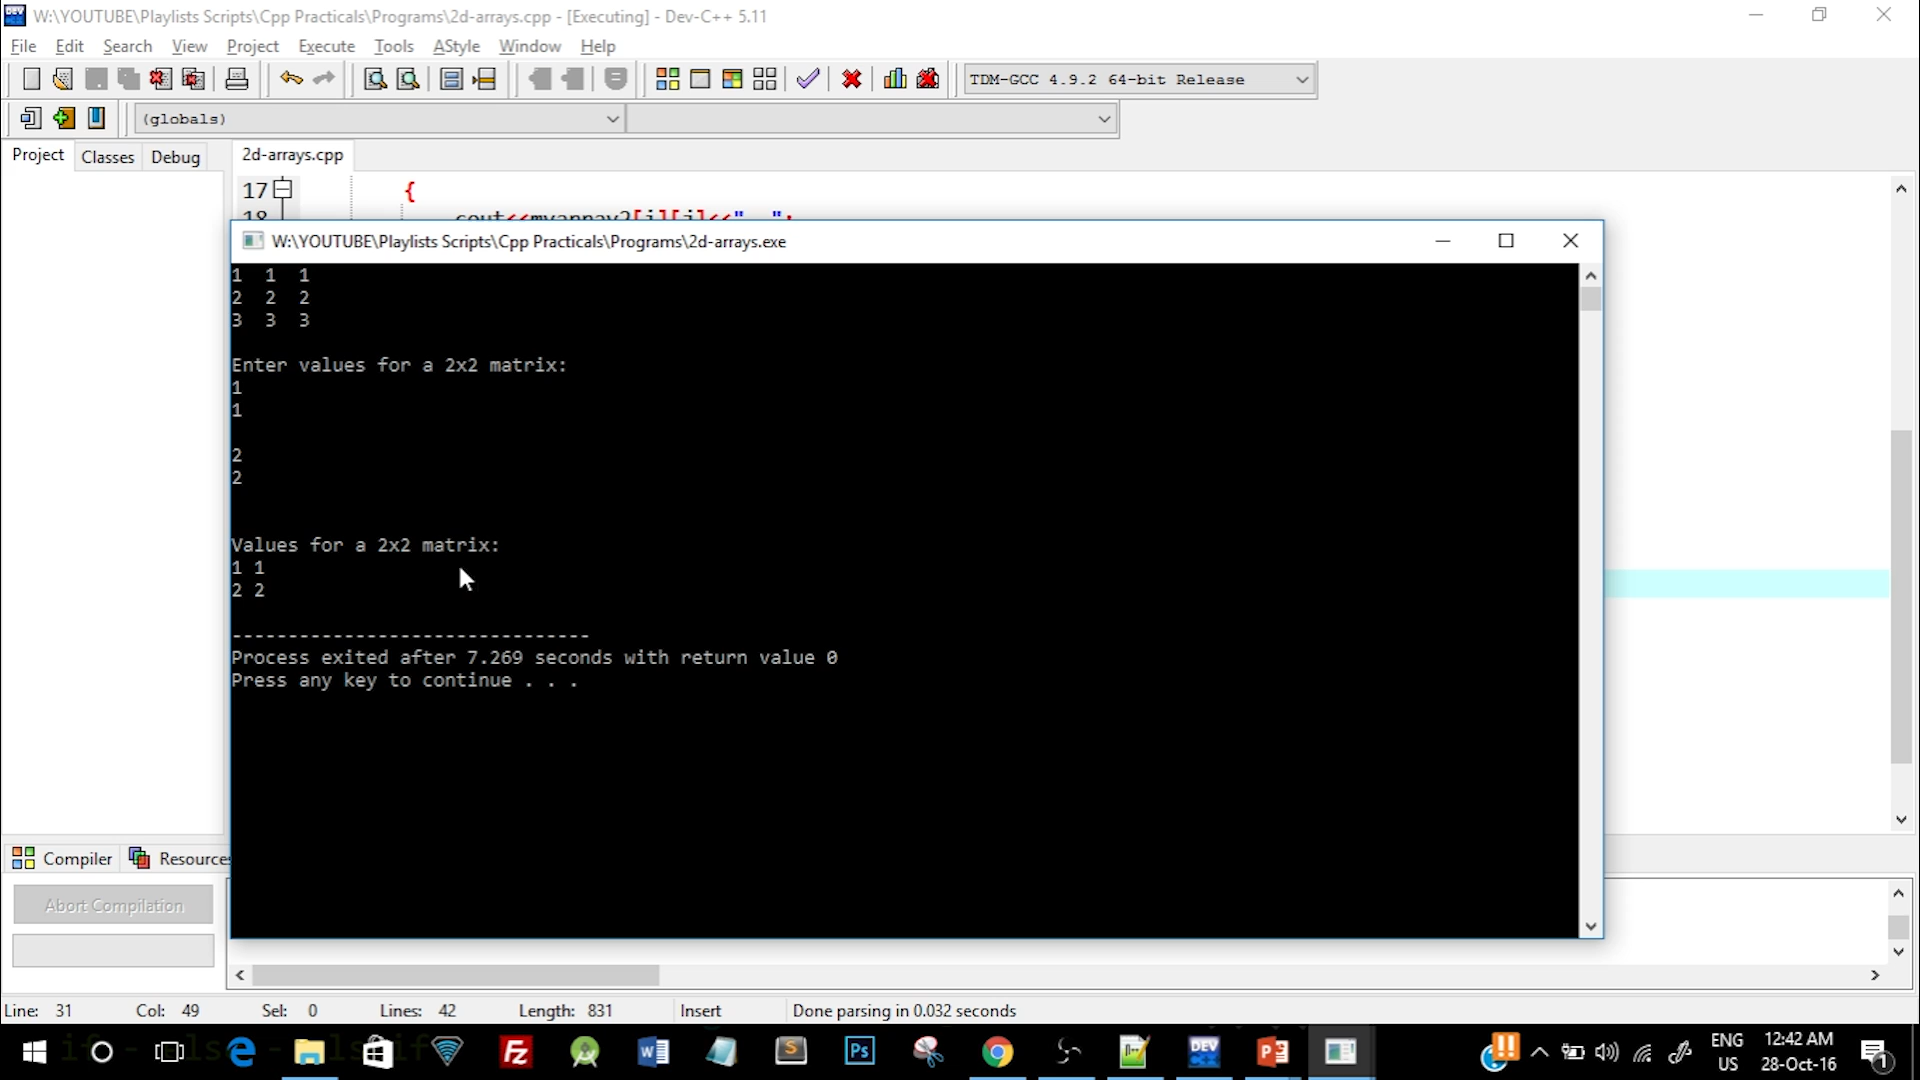 W:\YOUTUBE\Playlists Scripts\Cpp Practicals\Programs\2d-arrays.cpp - [Executing] - Dev-C++ 5.11
File Edit Search View Project Execute Tools AStyle Window Help
TDM-GCC 4.9.2 64-bit Release
(globals)
Project Classes Debug 2d-arrays.cpp
17 {
18 cout<<myarray2[i][j]<<" ";
W:\YOUTUBE\Playlists Scripts\Cpp Practicals\Programs\2d-arrays.exe
1 1 1
2 2 2
3 3 3
Enter values for a 2x2 matrix:
1
1
2
2
Values for a 2x2 matrix:
1 1
2 2
--------------------------------
Process exited after 7.269 seconds with return value 0
Press any key to continue . . .
Compiler Resources
Abort Compilation
Line: 31 Col: 49 Sel: 0 Lines: 42 Length: 831 Insert Done parsing in 0.032 seconds
ENG 12:42 AM
US 28-Oct-16 1